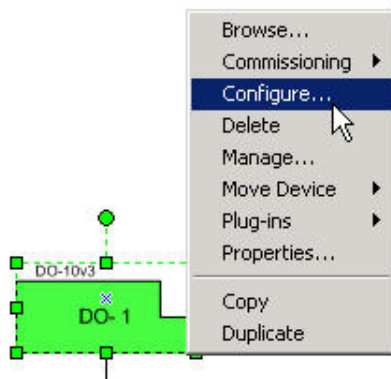 Browse...
Commissioning
Configure...
Delete
Manage...
Move Device
Plug-ins
Properties...
Copy
Duplicate
DO-10v3
DO- 1